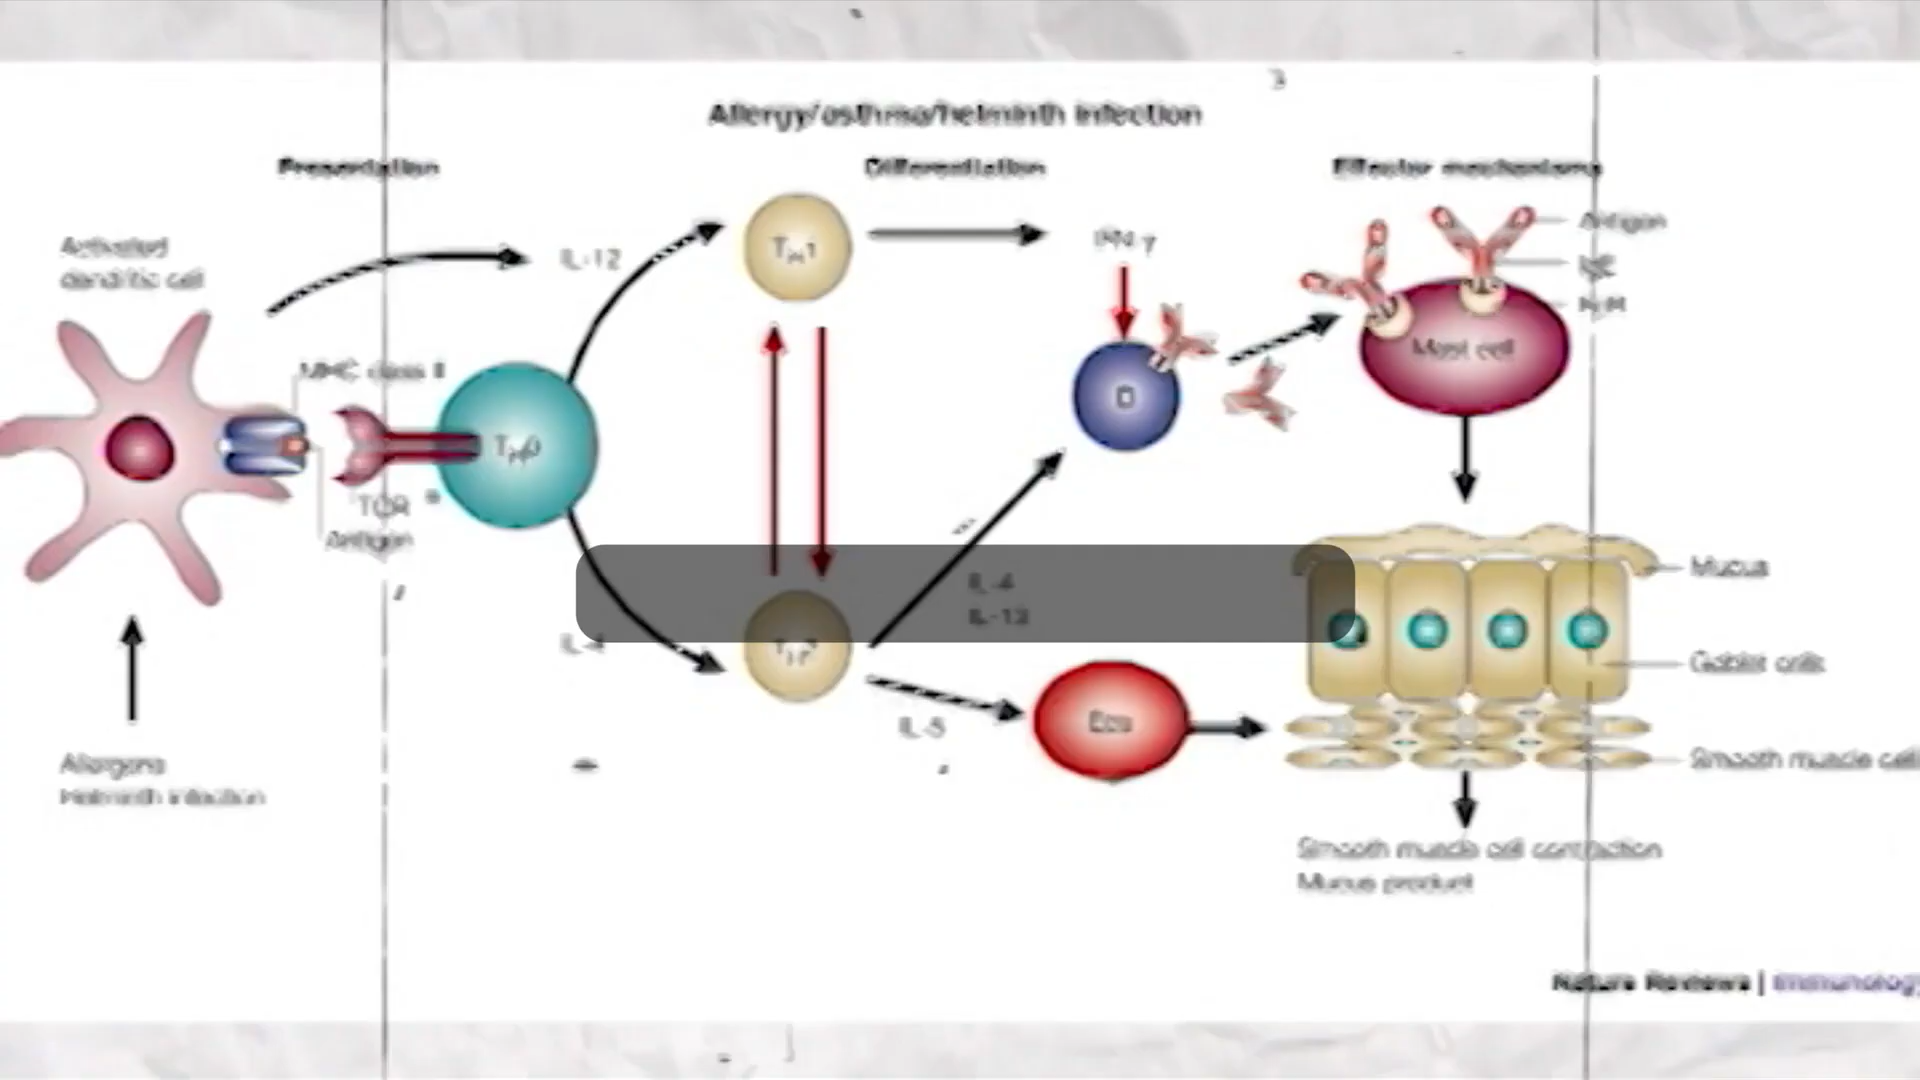 Allergy/asthma/helminth infection
Presentation
Differentiation
Effector mechanisms
Activated
dendritic cell
IL-12
TH1
IFN-γ
Antigen
Mast cell
MHC class II
TH0
TCR
Antigen
B
IL-4
IL-13
IL-4
TH2
IL-5
Eos
Mucus
Goblet cells
Smooth muscle cell
Allergens
Helminth infection
Smooth muscle cell contraction
Mucus product
Nature Reviews | Immunology